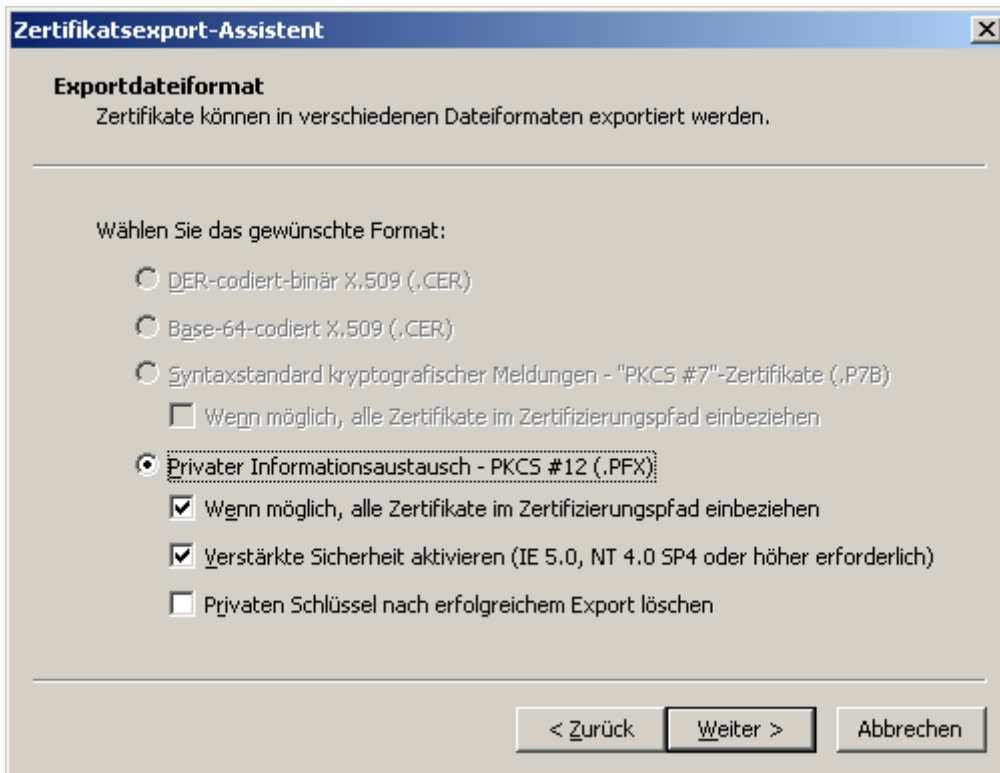 Zertifikatsexport-Assistent
Exportdateiformat
Zertifikate können in verschiedenen Dateiformaten exportiert werden.
Wählen Sie das gewünschte Format:
DER-codiert-binär X.509 (.CER)
Base-64-codiert X.509 (.CER)
Syntaxstandard kryptografischer Meldungen - "PKCS #7"-Zertifikate (.P7B)
Wenn möglich, alle Zertifikate im Zertifizierungspfad einbeziehen
Privater Informationsaustausch - PKCS #12 (.PFX)
Wenn möglich, alle Zertifikate im Zertifizierungspfad einbeziehen
Verstärkte Sicherheit aktivieren (IE 5.0, NT 4.0 SP4 oder höher erforderlich)
Privaten Schlüssel nach erfolgreichem Export löschen
< Zurück Weiter > Abbrechen